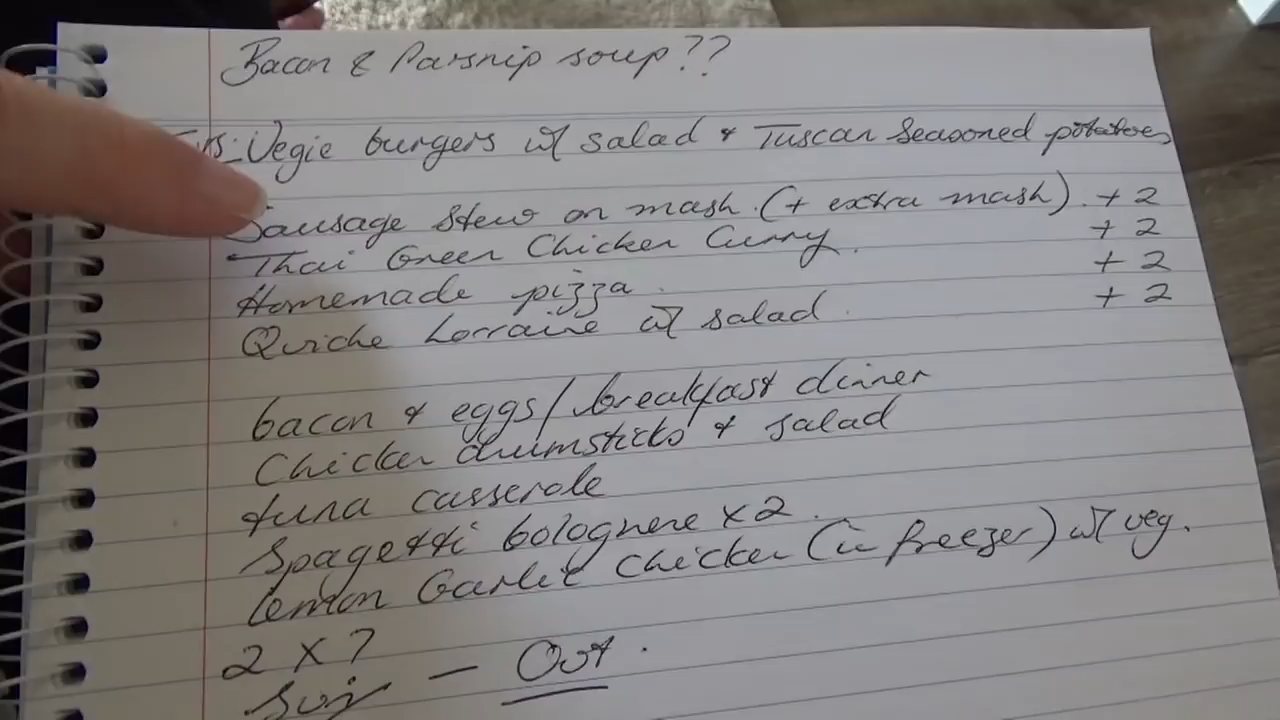 Bacon & Parsnip soup??
Vegie burgers w/ salad & Tuscan Seasoned potatoes
Sausage Stew on mash (+ extra mash). + 2
Thai Green Chicken Curry. + 2
Homemade pizza. + 2
Quiche Lorraine w/ salad. + 2
bacon & eggs/breakfast dinner
Chicken drumsticks & salad
tuna casserole
Spagetti bolognere x2.
Lemon Garlic Chicken (in freezer) w/ veg.
2 x ?
— Out.